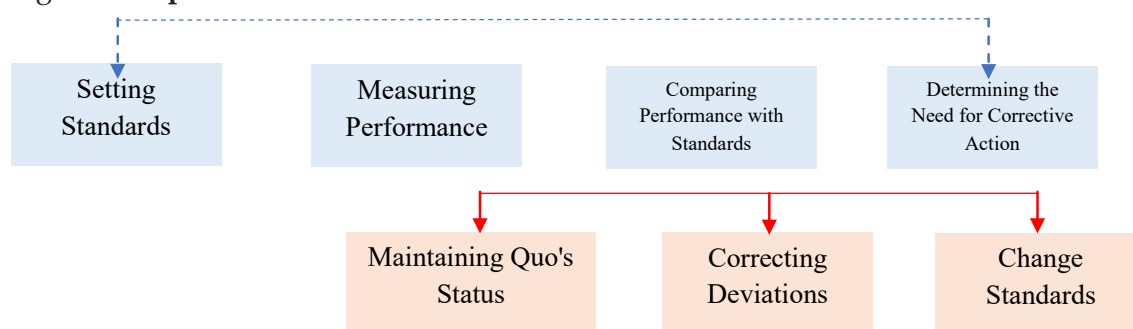 Setting
Standards
Measuring
Performance
Comparing
Performance with
Standards
Determining the
Need for Corrective
Action
Maintaining Quo's
Status
Correcting
Deviations
Change
Standards